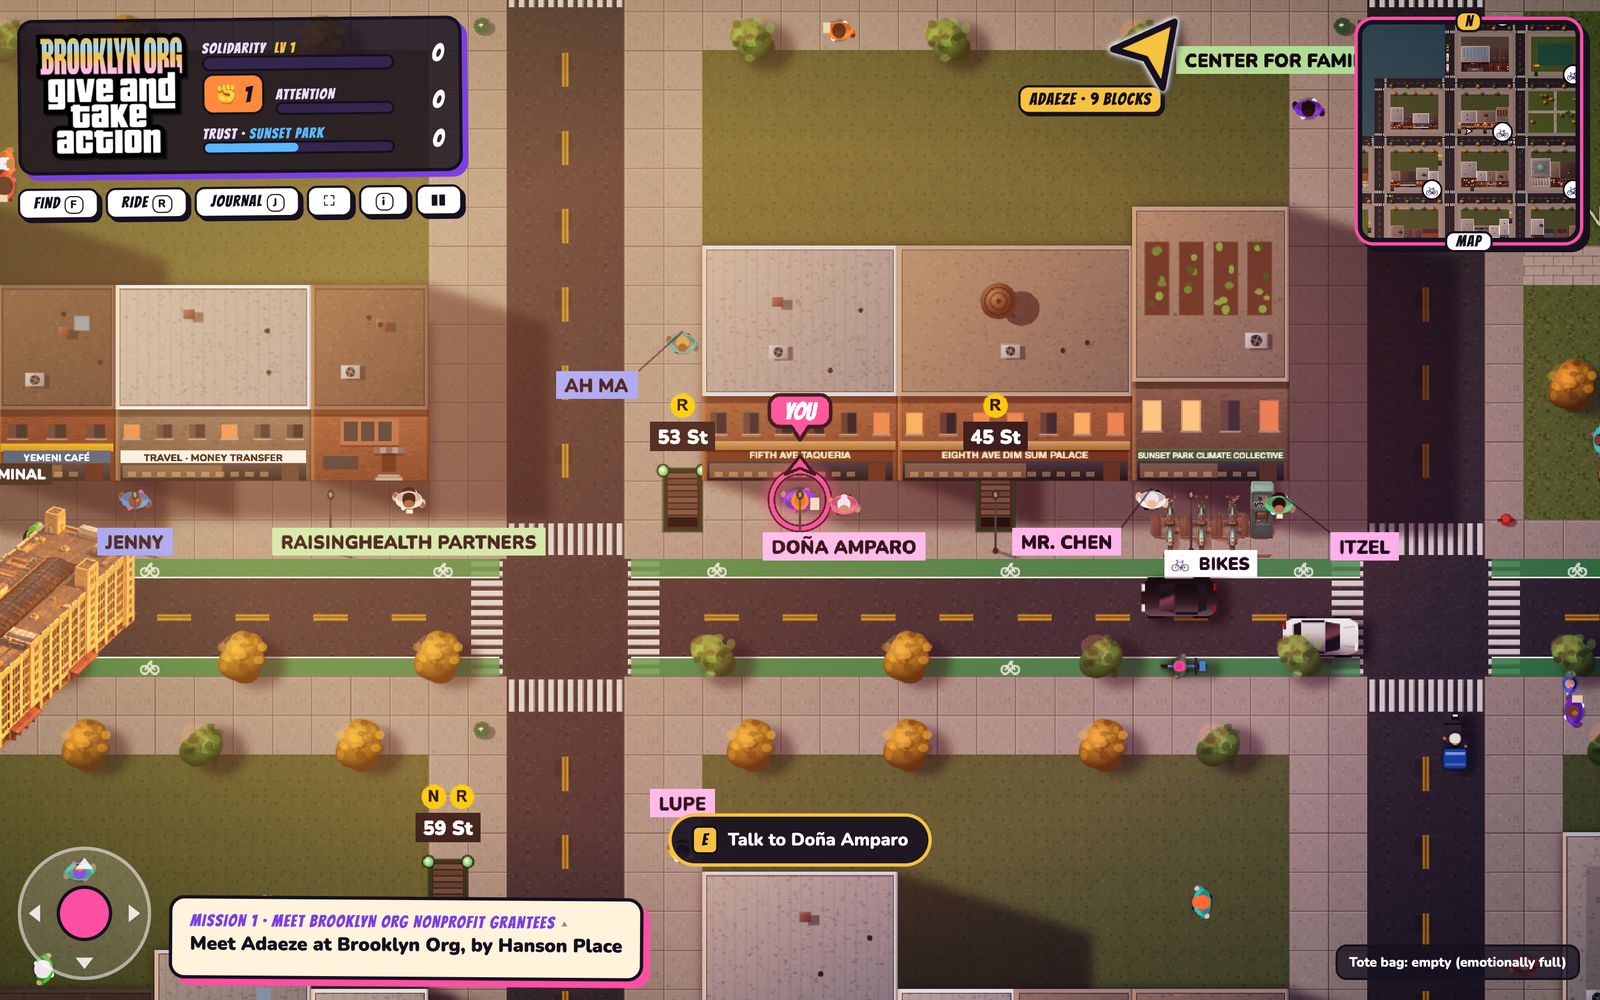 BROOKLYN ORG
give and
take
action
SOLIDARITY LV 1
0
1
ATTENTION
0
TRUST · SUNSET PARK
0
FIND F
RIDE R
JOURNAL J
i
ADAEZE · 9 BLOCKS
CENTER FOR FAMI
N
MAP
AH MA
R
53 St
YOU
R
45 St
YEMENI CAFÉ
TRAVEL · MONEY TRANSFER
FIFTH AVE TAQUERIA
EIGHTH AVE DIM SUM PALACE
SUNSET PARK CLIMATE COLLECTIVE
MINAL
JENNY
RAISINGHEALTH PARTNERS
DOÑA AMPARO
MR. CHEN
ITZEL
BIKES
N R
59 St
LUPE
E Talk to Doña Amparo
MISSION 1 · MEET BROOKLYN ORG NONPROFIT GRANTEES
Meet Adaeze at Brooklyn Org, by Hanson Place
Tote bag: empty (emotionally full)